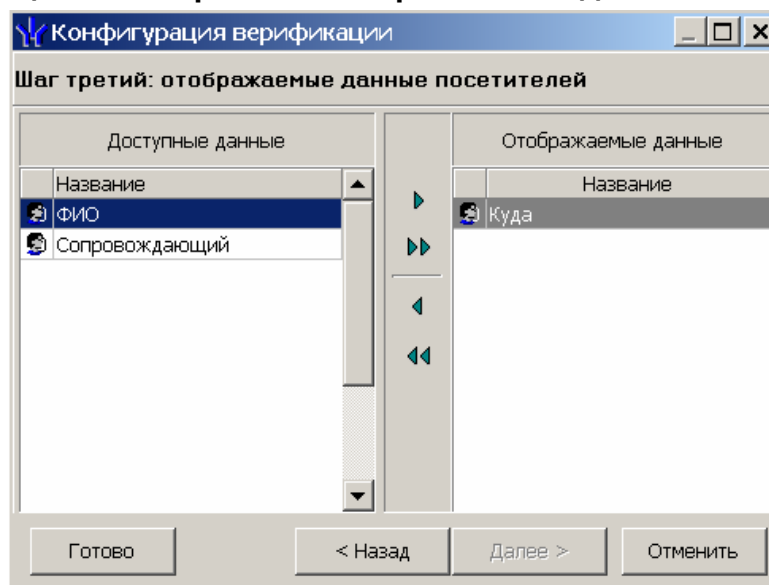 Конфигурация верификации
Шаг третий: отображаемые данные посетителей
Доступные данные
Отображаемые данные
Название
Название
ФИО
Куда
Сопровождающий
Готово
< Назад
Далее >
Отменить